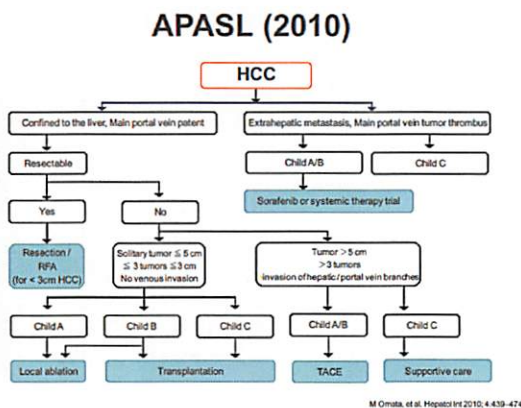 APASL (2010)
HCC
Confined to the liver, Main portal vein patent
Extrahepatic metastasis, Main portal vein tumor thrombus
Resectable
Child A/B
Child C
Yes
No
Sorafenib or systemic therapy trial
Resection /
RFA
(for < 3cm HCC)
Solitary tumor ≦ 5 cm
≦ 3 tumors ≦3 cm
No venous invasion
Tumor > 5 cm
> 3 tumors
Invasion of hepatic/portal vein branches
Child A
Child B
Child C
Child A/B
Child C
Local ablation
Transplantation
TACE
Supportive care
M Omata, et al. Hepatol Int 2010; 4:439-474